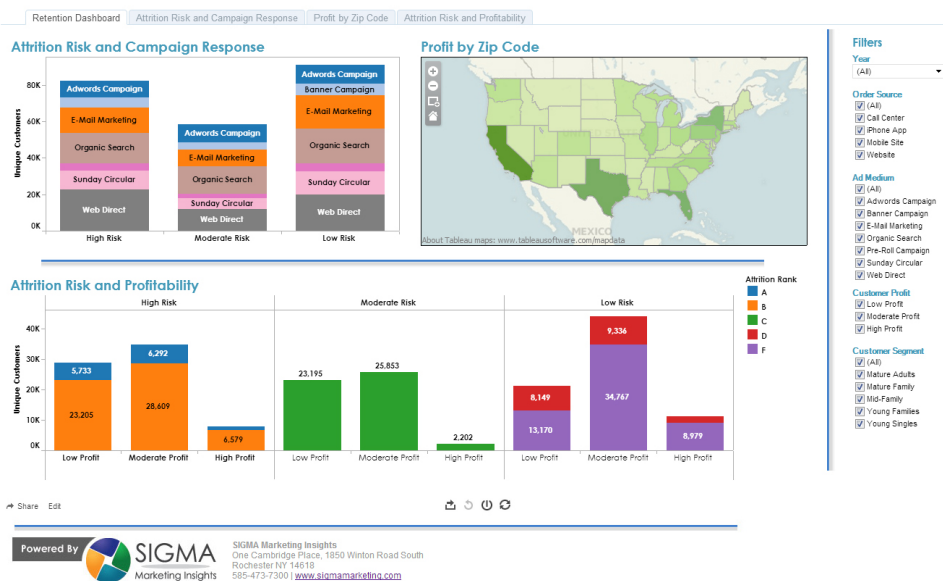 Retention Dashboard Attrition Risk and Campaign Response Profit by Zip Code Attrition Risk and Profitability
Attrition Risk and Campaign Response
80K
60K
40K
20K
0K
Unique Customers
Adwords Campaign
E-Mail Marketing
Organic Search
Sunday Circular
Web Direct
High Risk
Adwords Campaign
E-Mail Marketing
Organic Search
Sunday Circular
Web Direct
Moderate Risk
Adwords Campaign
Banner Campaign
E-Mail Marketing
Organic Search
Sunday Circular
Web Direct
Low Risk
Profit by Zip Code
MEXICO
About Tableau maps: www.tableausoftware.com/mapdata
Attrition Risk and Profitability
High Risk Moderate Risk Low Risk
40K
30K
20K
10K
0K
Unique Customers
5,733
23,205
6,292
28,609
6,579
23,195
25,853
2,202
8,149
13,170
9,336
34,767
8,979
Low Profit Moderate Profit High Profit Low Profit Moderate Profit High Profit Low Profit Moderate Profit High Profit
Attrition Rank
A
B
C
D
F
Filters
Year
(All)
Order Source
(All)
Call Center
iPhone App
Mobile Site
Website
Ad Medium
(All)
Adwords Campaign
Banner Campaign
E-Mail Marketing
Organic Search
Pre-Roll Campaign
Sunday Circular
Web Direct
Customer Profit
Low Profit
Moderate Profit
High Profit
Customer Segment
(All)
Mature Adults
Mature Family
Mid-Family
Young Families
Young Singles
Share Edit
Powered By
SIGMA
Marketing Insights
SIGMA Marketing Insights
One Cambridge Place, 1850 Winton Road South
Rochester NY 14618
585-473-7300 | www.sigmamarketing.com